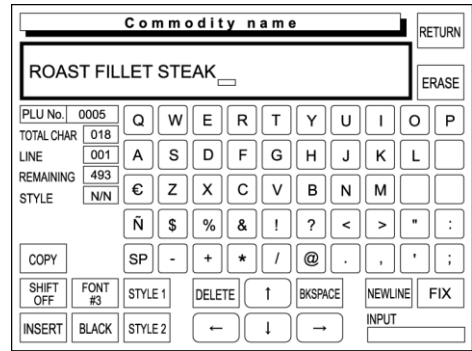 Commodity name
RETURN
ROAST FILLET STEAK_
ERASE
PLU No. 0005
Q W E R T Y U I O P
TOTAL CHAR 018
LINE 001
A S D F G H J K L
REMAINING 493
STYLE N/N
€ Z X C V B N M
Ñ $ % & ! ? < > " :
COPY
SP - + * / @ . , ' ;
SHIFT OFF
FONT #3
STYLE 1
DELETE ↑ BKSPACE
NEWLINE
FIX
INSERT
BLACK
STYLE 2
← ↓ →
INPUT